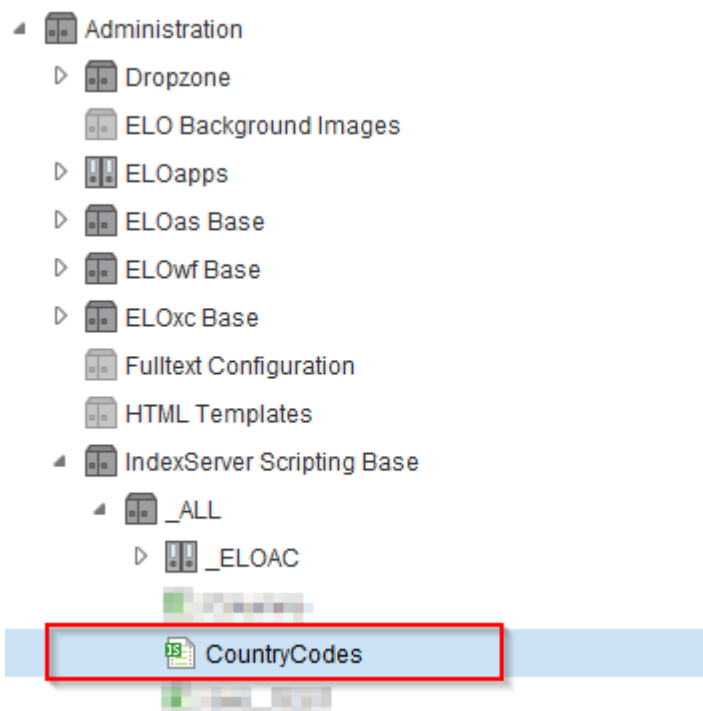 Administration
Dropzone
ELO Background Images
ELOapps
ELOas Base
ELOwf Base
ELOxc Base
Fulltext Configuration
HTML Templates
IndexServer Scripting Base
_ALL
_ELOAC
JS CountryCodes